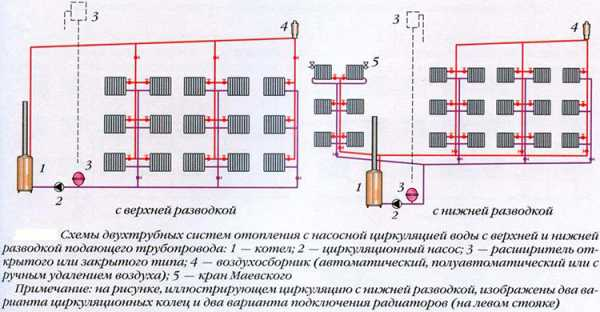 3
4
3
4
5
1
3
2
1
3
2
с верхней разводкой
с нижней разводкой
Схемы двухтрубных систем отопления с насосной циркуляцией воды с верхней и нижней
разводкой подающего трубопровода: 1 — котел; 2 — циркуляционный насос; 3 — расширитель от-
крытого или закрытого типа; 4 — воздухосборник (автоматический, полуавтоматический или с
ручным удалением воздуха); 5 — кран Маевского
Примечание: на рисунке, иллюстрирующем циркуляцию с нижней разводкой, изображены два ва-
рианта циркуляционных колец и два варианта подключения радиаторов (на левом стояке)